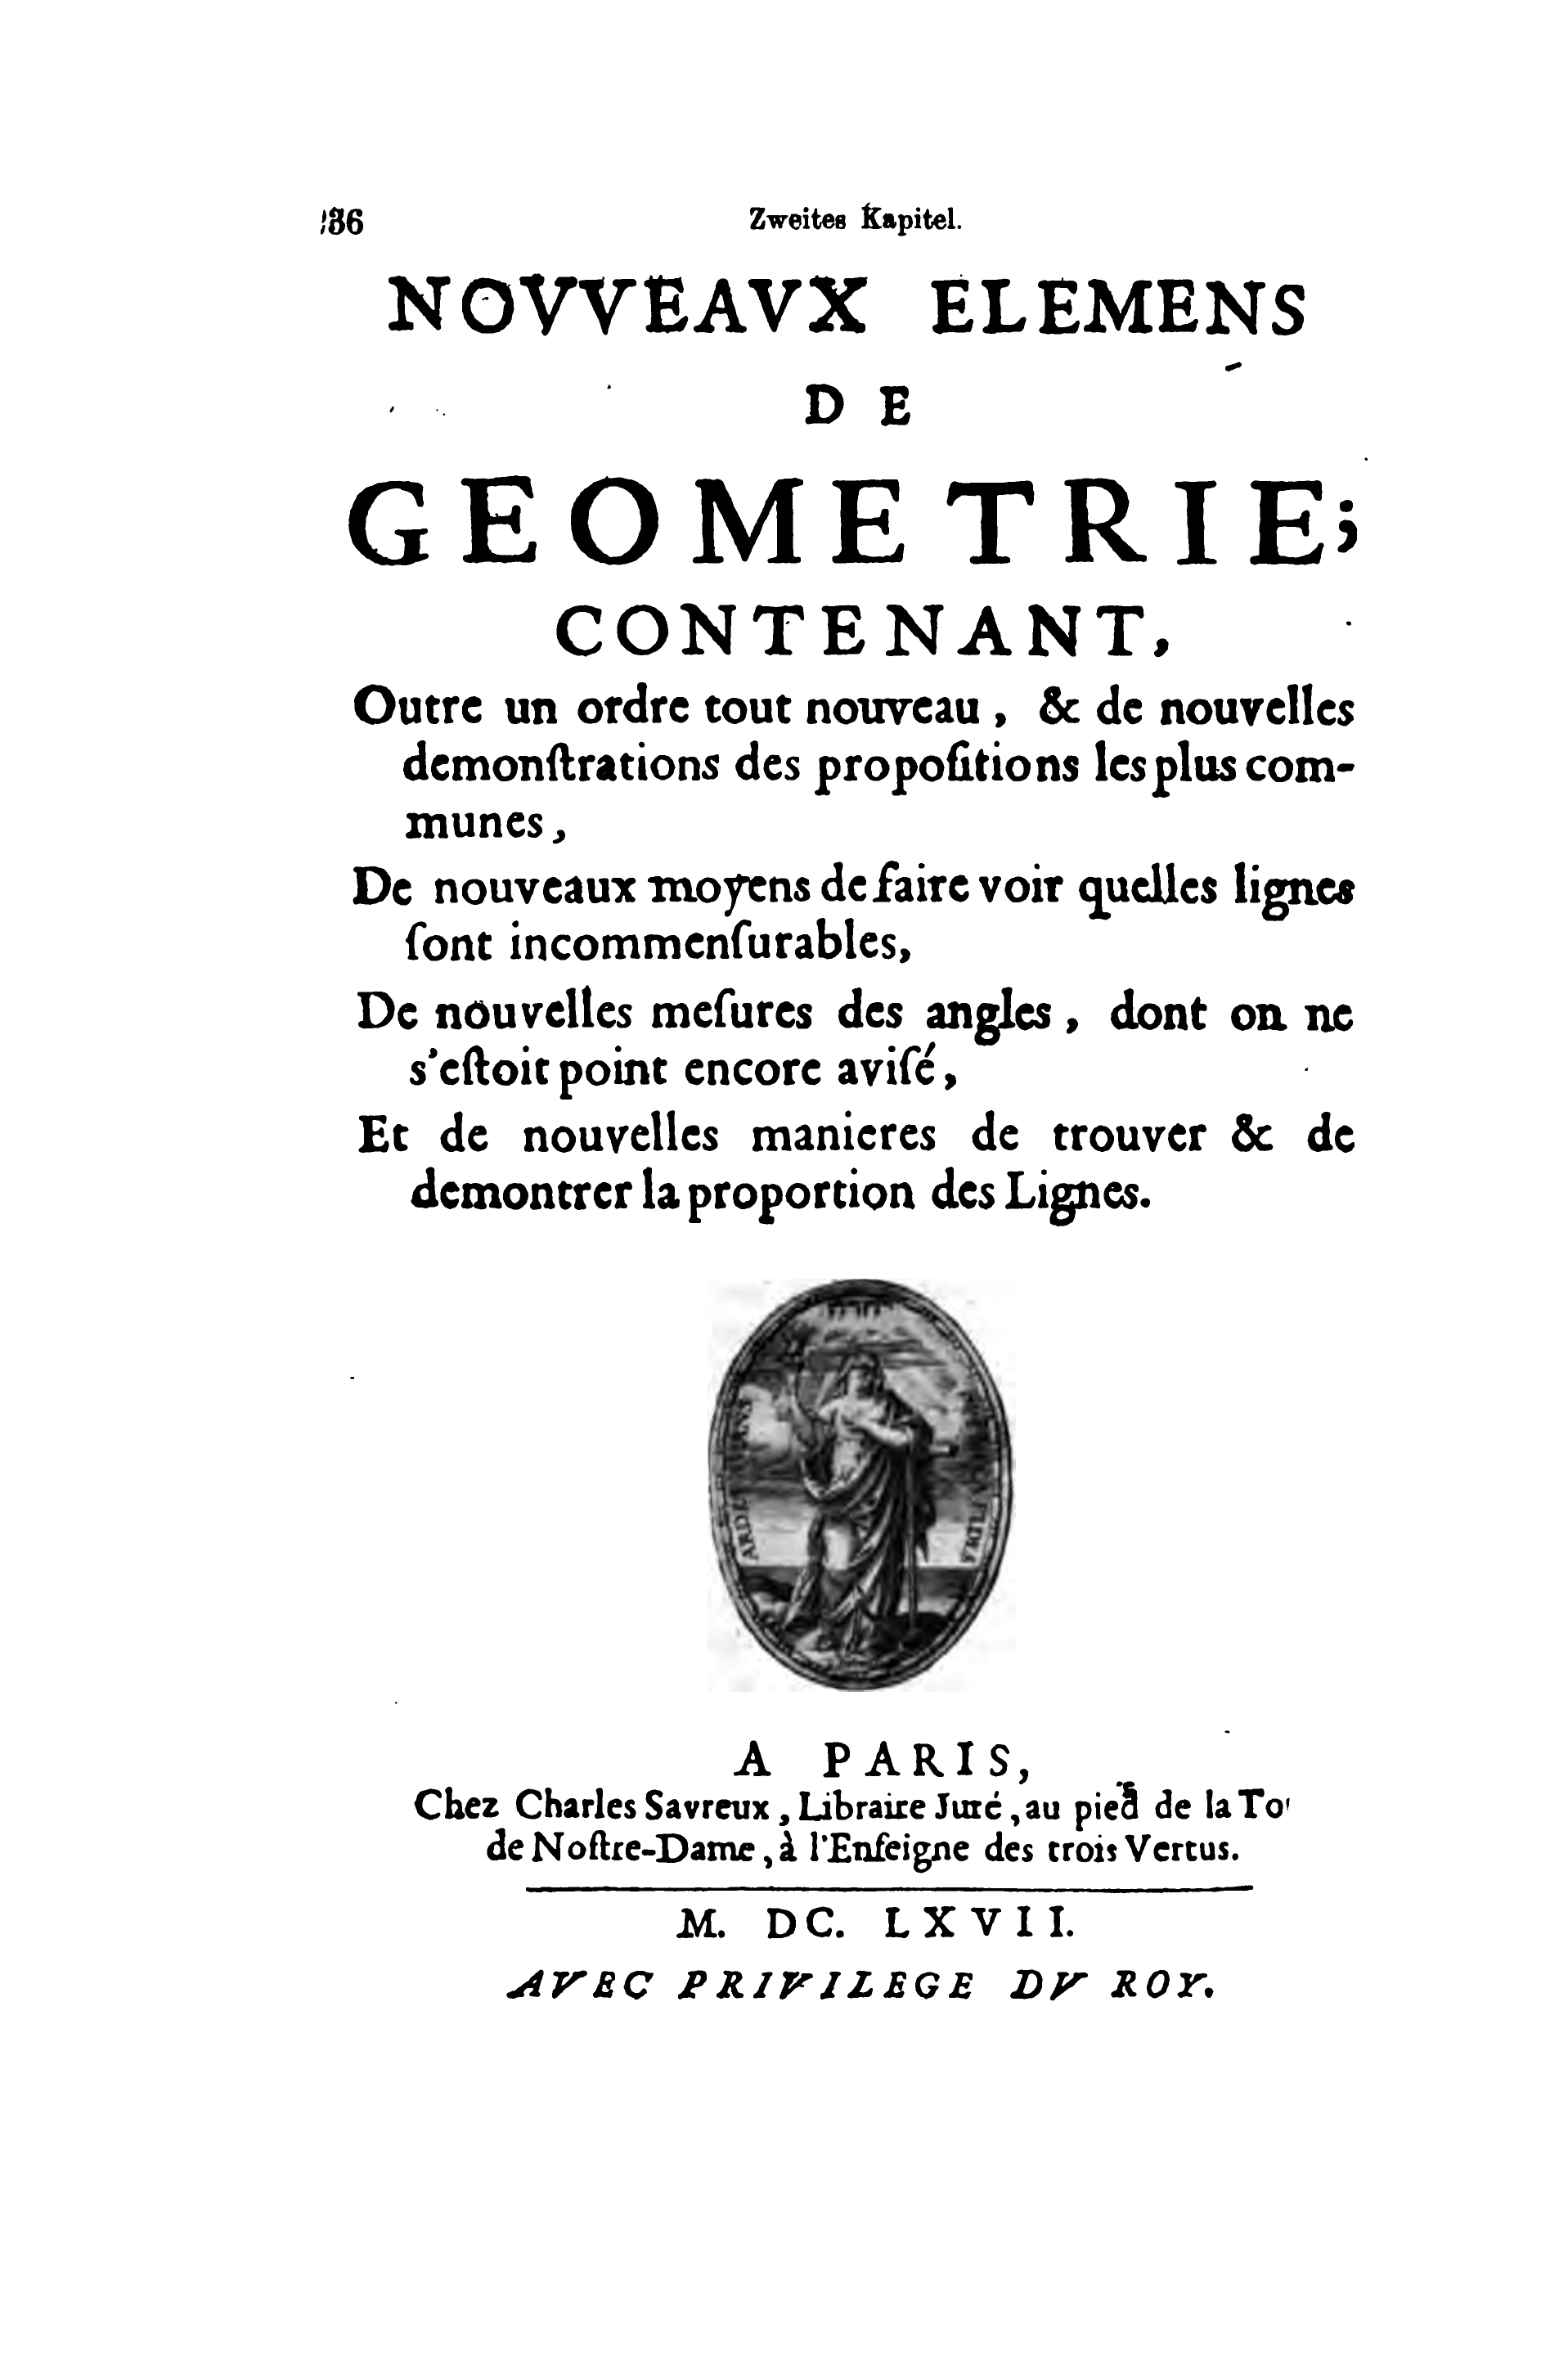 36 Zweites Kapitel.
NOVVEAVX ELEMENS
DE
GEOMETRIE;
CONTENANT,
Outre un ordre tout nouveau, & de nouvelles
demonſtrations des propoſitions les plus com-
munes,
De nouveaux moyens de faire voir quelles lignes
ſont incommenſurables,
De nouvelles meſures des angles, dont on ne
s'eſtoit point encore aviſé,
Et de nouvelles manieres de trouver & de
demontrer la proportion des Lignes.
A PARIS,
Chez Charles Savreux, Libraire Juré, au pied de la To
de Noſtre-Dame, à l'Enſeigne des trois Vertus.
M. DC. LXVII.
AVEC PRIVILEGE DV ROY.